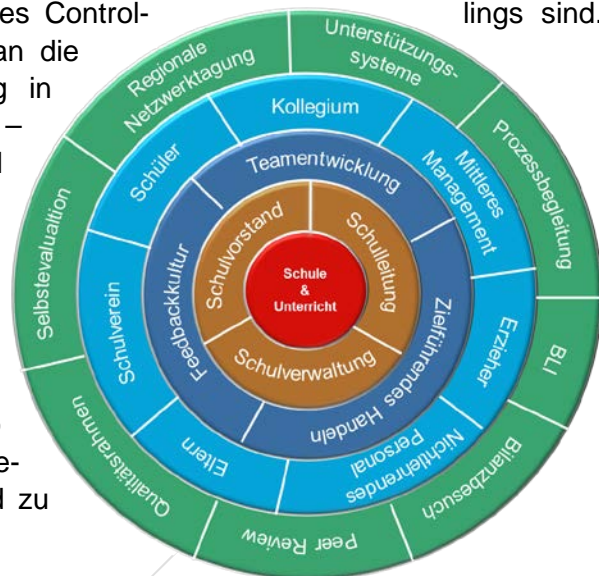 es Control-
an die
g in
–
lings sind.
Regionale
Netzwerktagung
Unterstützungs-
systeme
Prozessbegleitung
BLI
Bilanzbesuch
Peer Review
Qualitätsrahmen
Selbstevaluation
Kollegium
Mittleres
Management
Erzieher
Nichtlehrendes
Personal
Eltern
Schulverein
Schüler
Teamentwicklung
Zielführendes Handeln
Feedbackkultur
Schulvorstand
Schulleitung
Schulverwaltung
Schule
&
Unterricht
e-
d zu